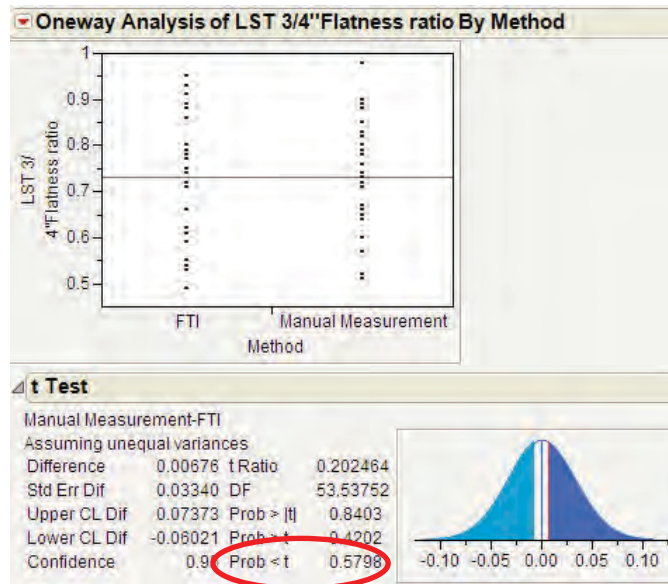 Oneway Analysis of LST 3/4"Flatness ratio By Method
1
0.9
0.8
0.7
0.6
0.5
LST 3/
4"Flatness ratio
FTI Manual Measurement
Method
t Test
Manual Measurement-FTI
Assuming unequal variances
Difference 0.00676 t Ratio 0.202464
Std Err Dif 0.03340 DF 53.53752
Upper CL Dif 0.07373 Prob > |t| 0.8403
Lower CL Dif -0.06021 Prob > t 0.4202
Confidence Prob < t 0.5798
-0.10 -0.05 0.00 0.05 0.10